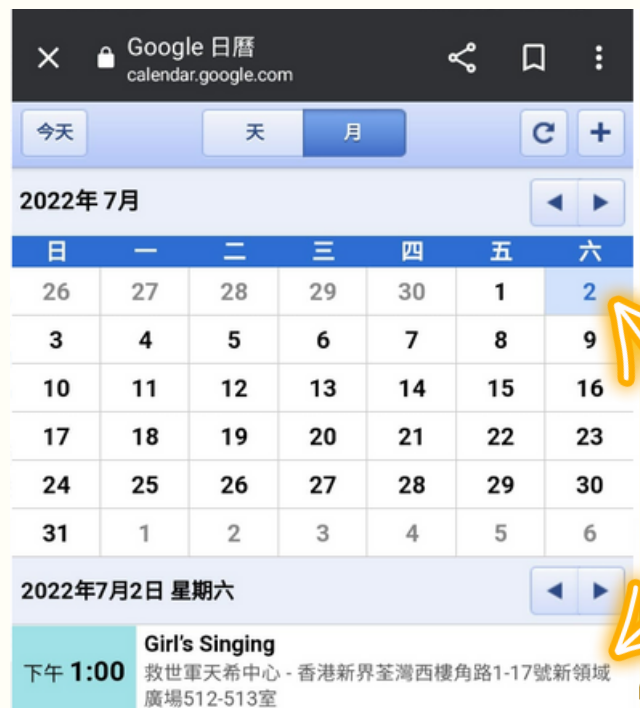 Google 日曆
calendar.google.com
今天 天 月
2022年 7月
日 一 二 三 四 五 六
26 27 28 29 30 1 2
3 4 5 6 7 8 9
10 11 12 13 14 15 16
17 18 19 20 21 22 23
24 25 26 27 28 29 30
31 1 2 3 4 5 6
2022年7月2日 星期六
Girl's Singing
下午 1:00 救世軍天希中心 - 香港新界荃灣西樓角路1-17號新領域
廣場512-513室